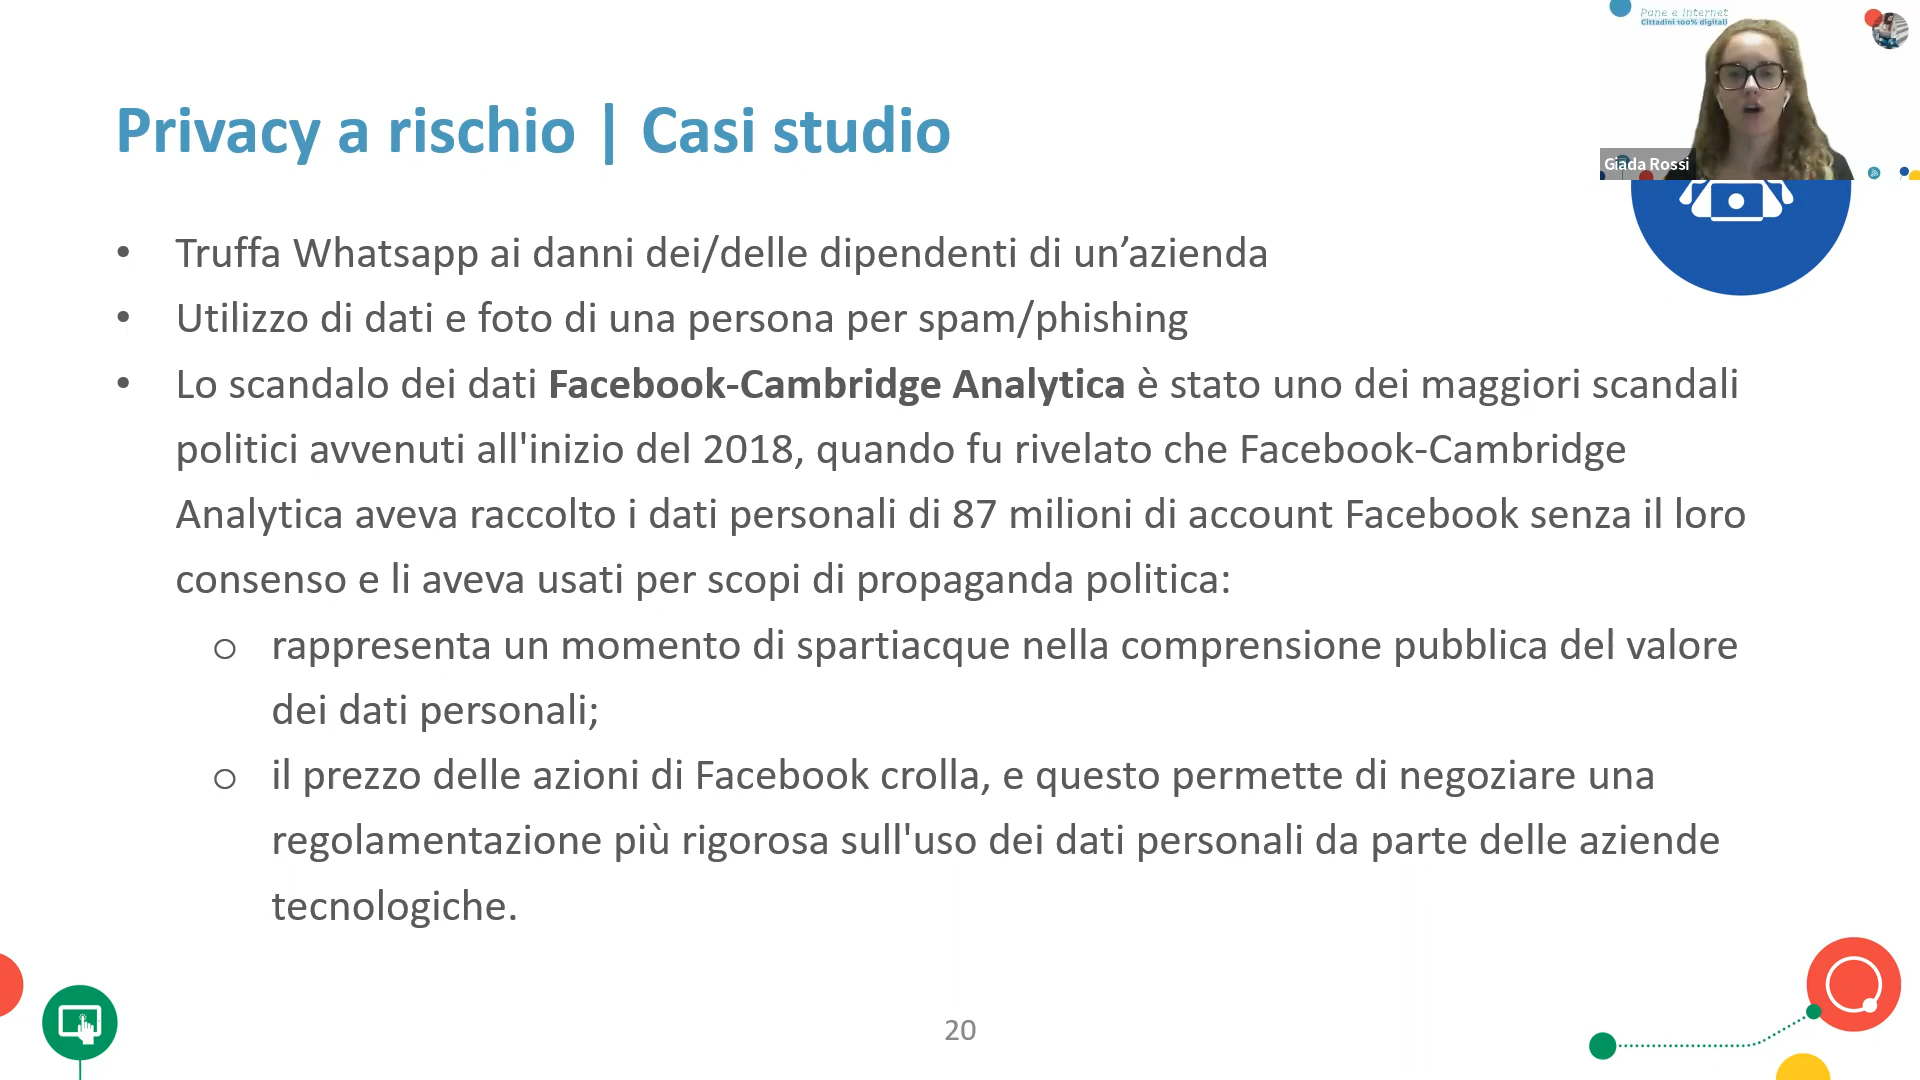 Pane e Internet
Cittadini 100% digitali
Giada Rossi
Privacy a rischio | Casi studio
• Truffa Whatsapp ai danni dei/delle dipendenti di un’azienda
• Utilizzo di dati e foto di una persona per spam/phishing
• Lo scandalo dei dati Facebook-Cambridge Analytica è stato uno dei maggiori scandali
politici avvenuti all'inizio del 2018, quando fu rivelato che Facebook-Cambridge
Analytica aveva raccolto i dati personali di 87 milioni di account Facebook senza il loro
consenso e li aveva usati per scopi di propaganda politica:
o rappresenta un momento di spartiacque nella comprensione pubblica del valore
dei dati personali;
o il prezzo delle azioni di Facebook crolla, e questo permette di negoziare una
regolamentazione più rigorosa sull'uso dei dati personali da parte delle aziende
tecnologiche.
20